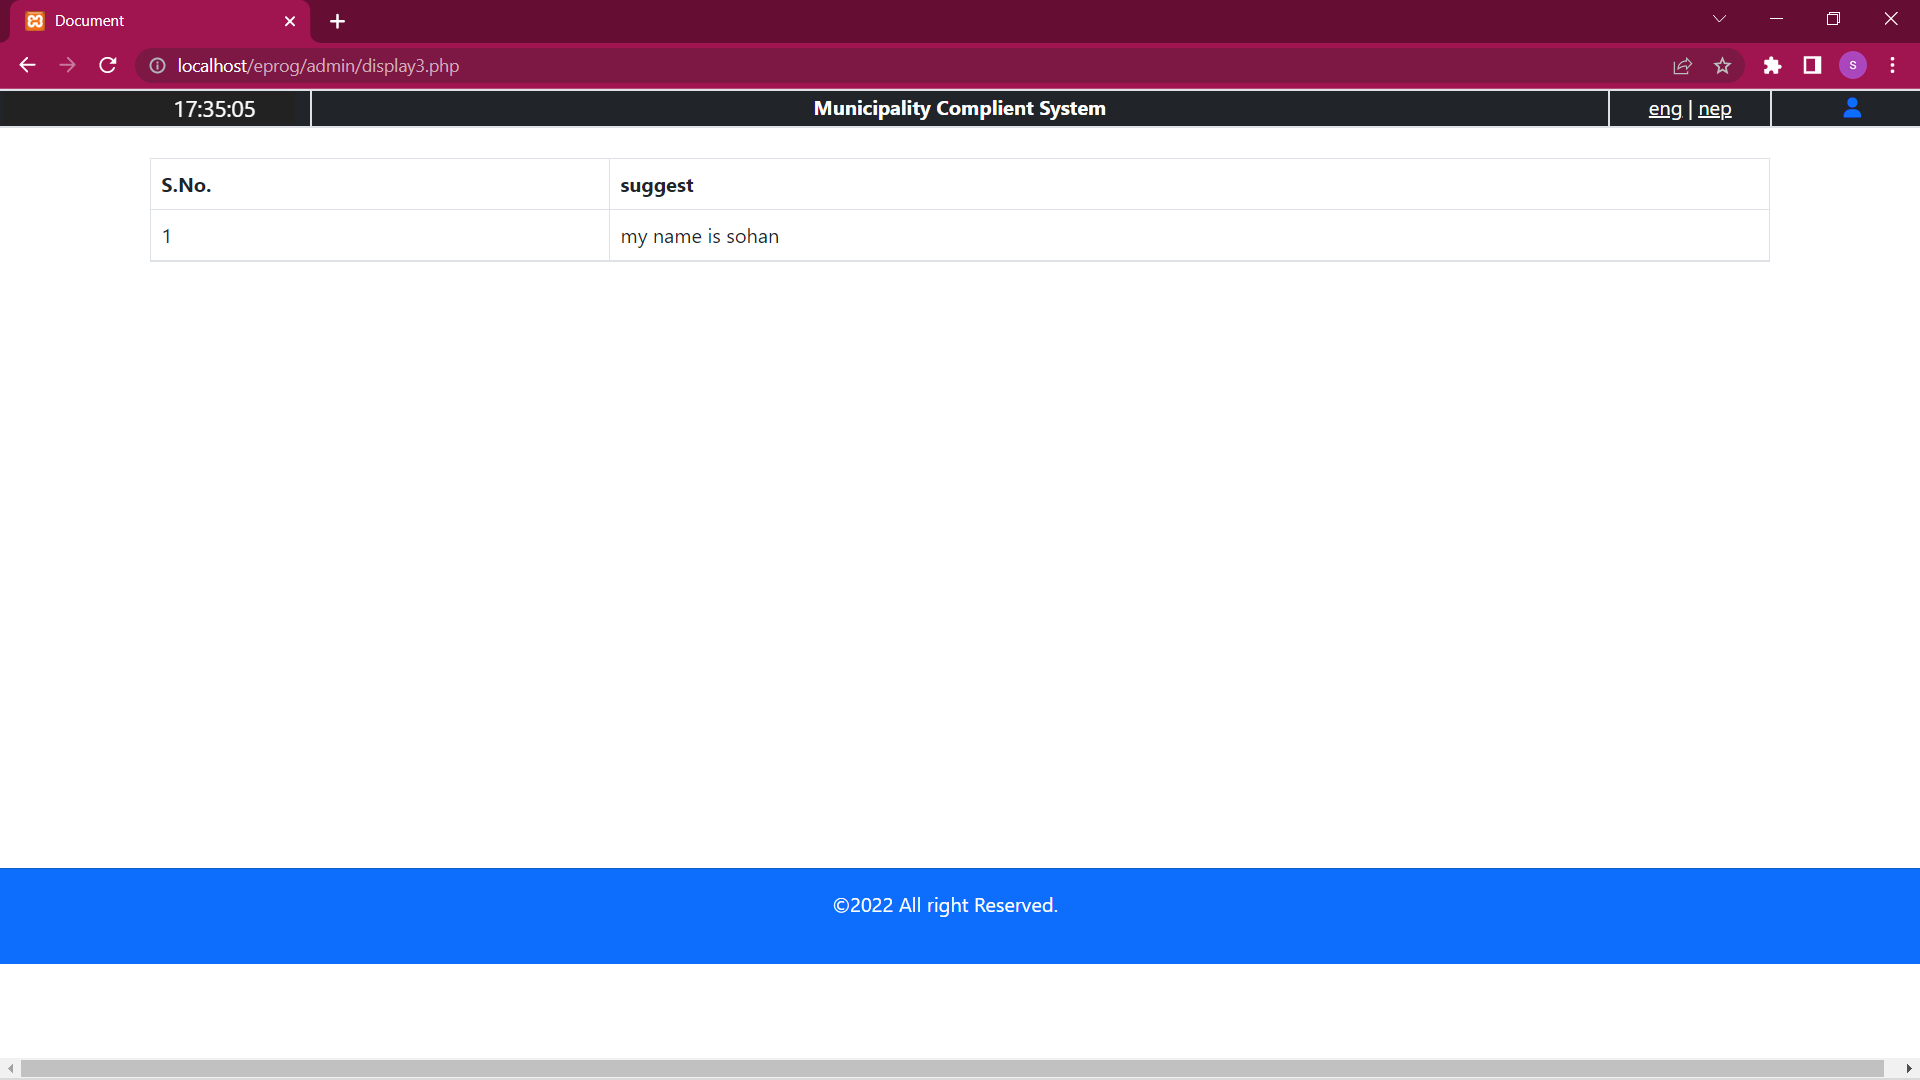 Document
localhost/eprog/admin/display3.php
S
17:35:05
Municipality Complient System
eng | nep
S.No.
suggest
1
my name is sohan
©2022 All right Reserved.